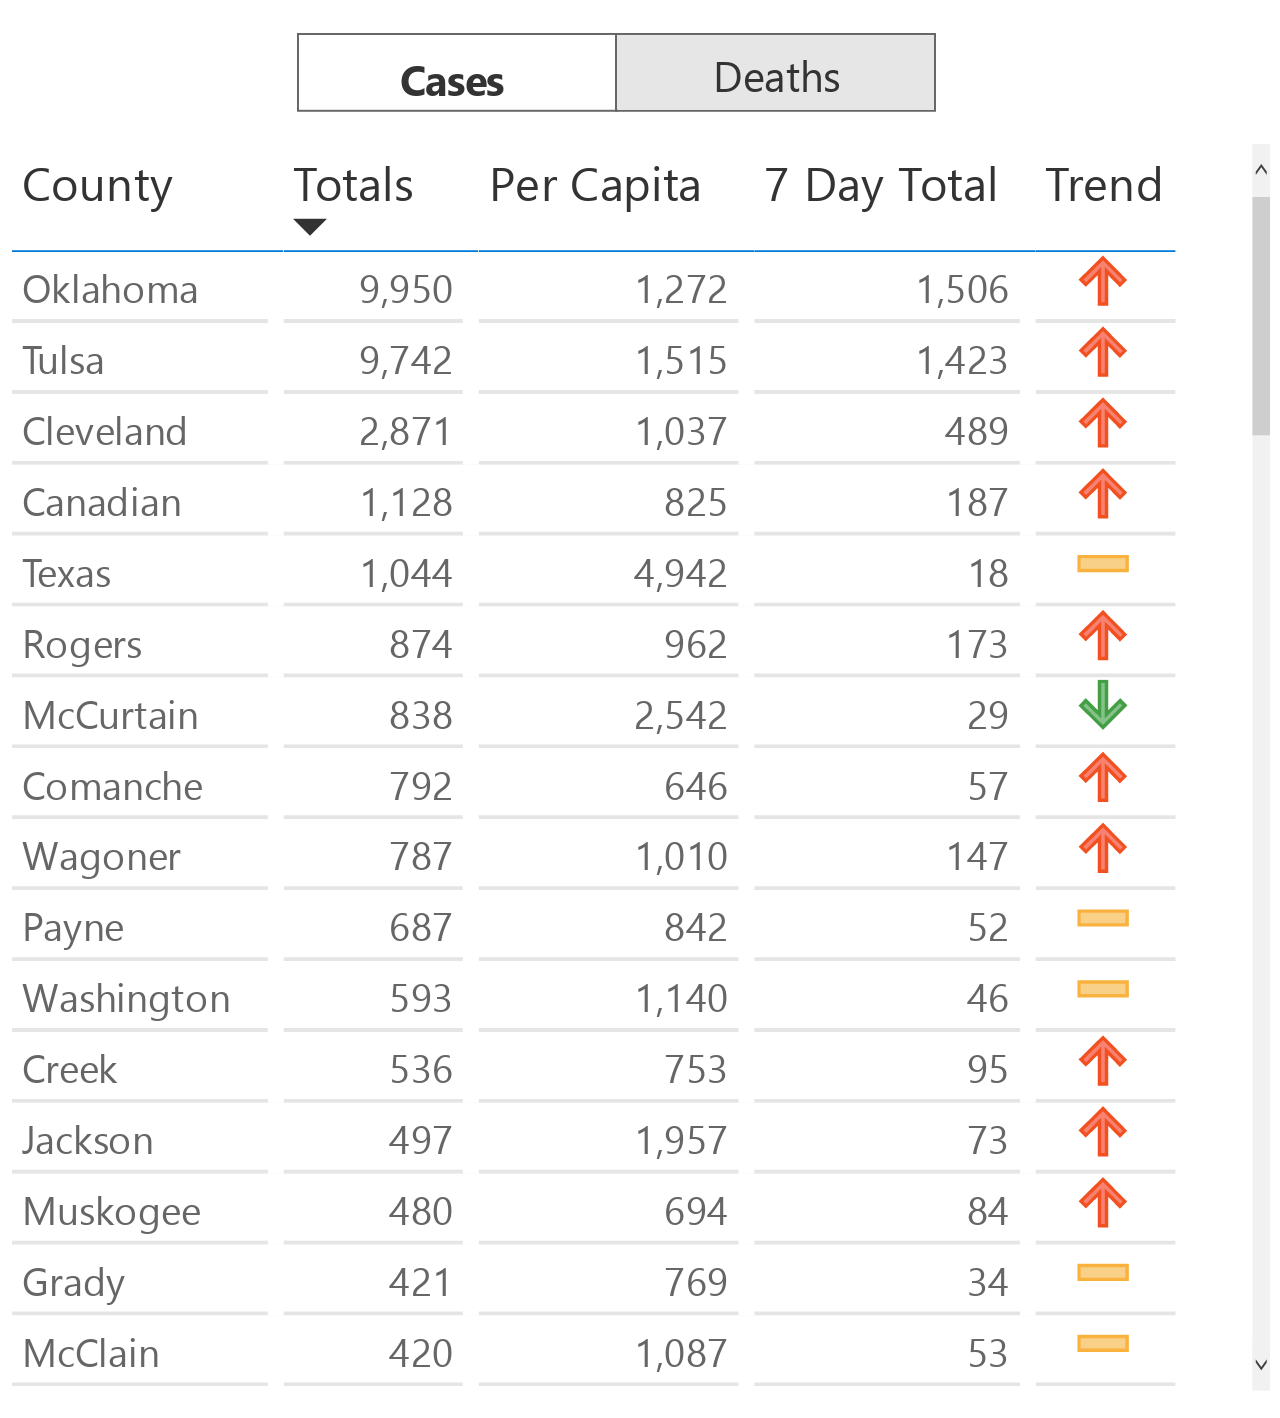 Cases Deaths
County Totals Per Capita 7 Day Total Trend
Oklahoma 9,950 1,272 1,506
Tulsa 9,742 1,515 1,423
Cleveland 2,871 1,037 489
Canadian 1,128 825 187
Texas 1,044 4,942 18
Rogers 874 962 173
McCurtain 838 2,542 29
Comanche 792 646 57
Wagoner 787 1,010 147
Payne 687 842 52
Washington 593 1,140 46
Creek 536 753 95
Jackson 497 1,957 73
Muskogee 480 694 84
Grady 421 769 34
McClain 420 1,087 53